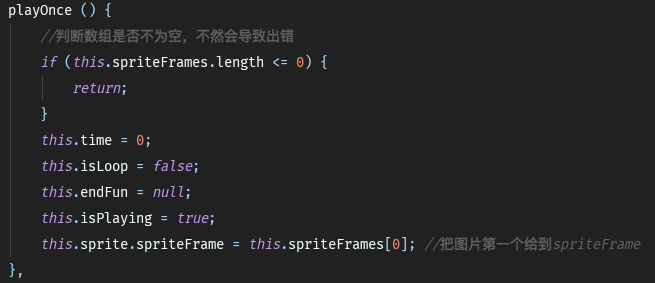 playOnce () {
    //判断数组是否不为空，不然会导致出错
    if (this.spriteFrames.length <= 0) {
        return;
    }
    this.time = 0;
    this.isLoop = false;
    this.endFun = null;
    this.isPlaying = true;
    this.sprite.spriteFrame = this.spriteFrames[0]; //把图片第一个给到spriteFrame
},